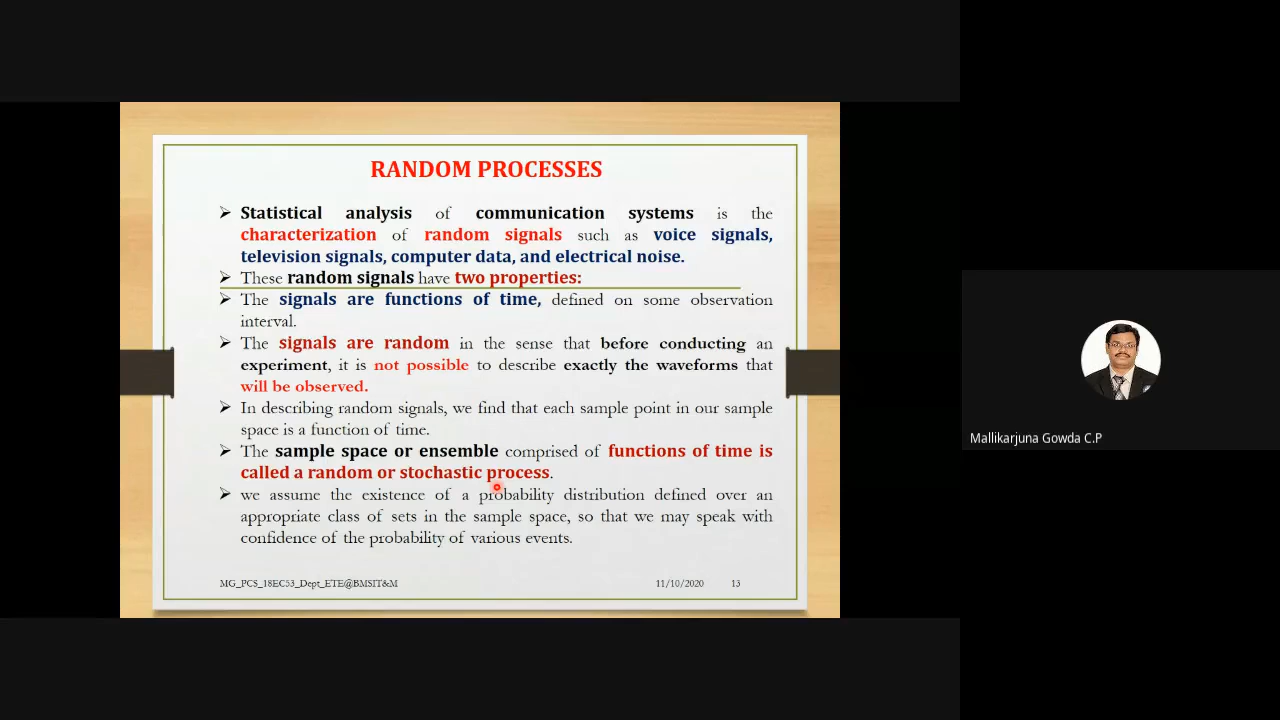 RANDOM PROCESSES
➢ Statistical analysis of communication systems is the
characterization of random signals such as voice signals,
television signals, computer data, and electrical noise.
➢ These random signals have two properties:
➢ The signals are functions of time, defined on some observation
interval.
➢ The signals are random in the sense that before conducting an
experiment, it is not possible to describe exactly the waveforms that
will be observed.
➢ In describing random signals, we find that each sample point in our sample
space is a function of time.
➢ The sample space or ensemble comprised of functions of time is
called a random or stochastic process.
➢ we assume the existence of a probability distribution defined over an
appropriate class of sets in the sample space, so that we may speak with
confidence of the probability of various events.
MG_PCS_18EC53_Dept_ETE@BMSIT&M 11/10/2020 13
Mallikarjuna Gowda C.P